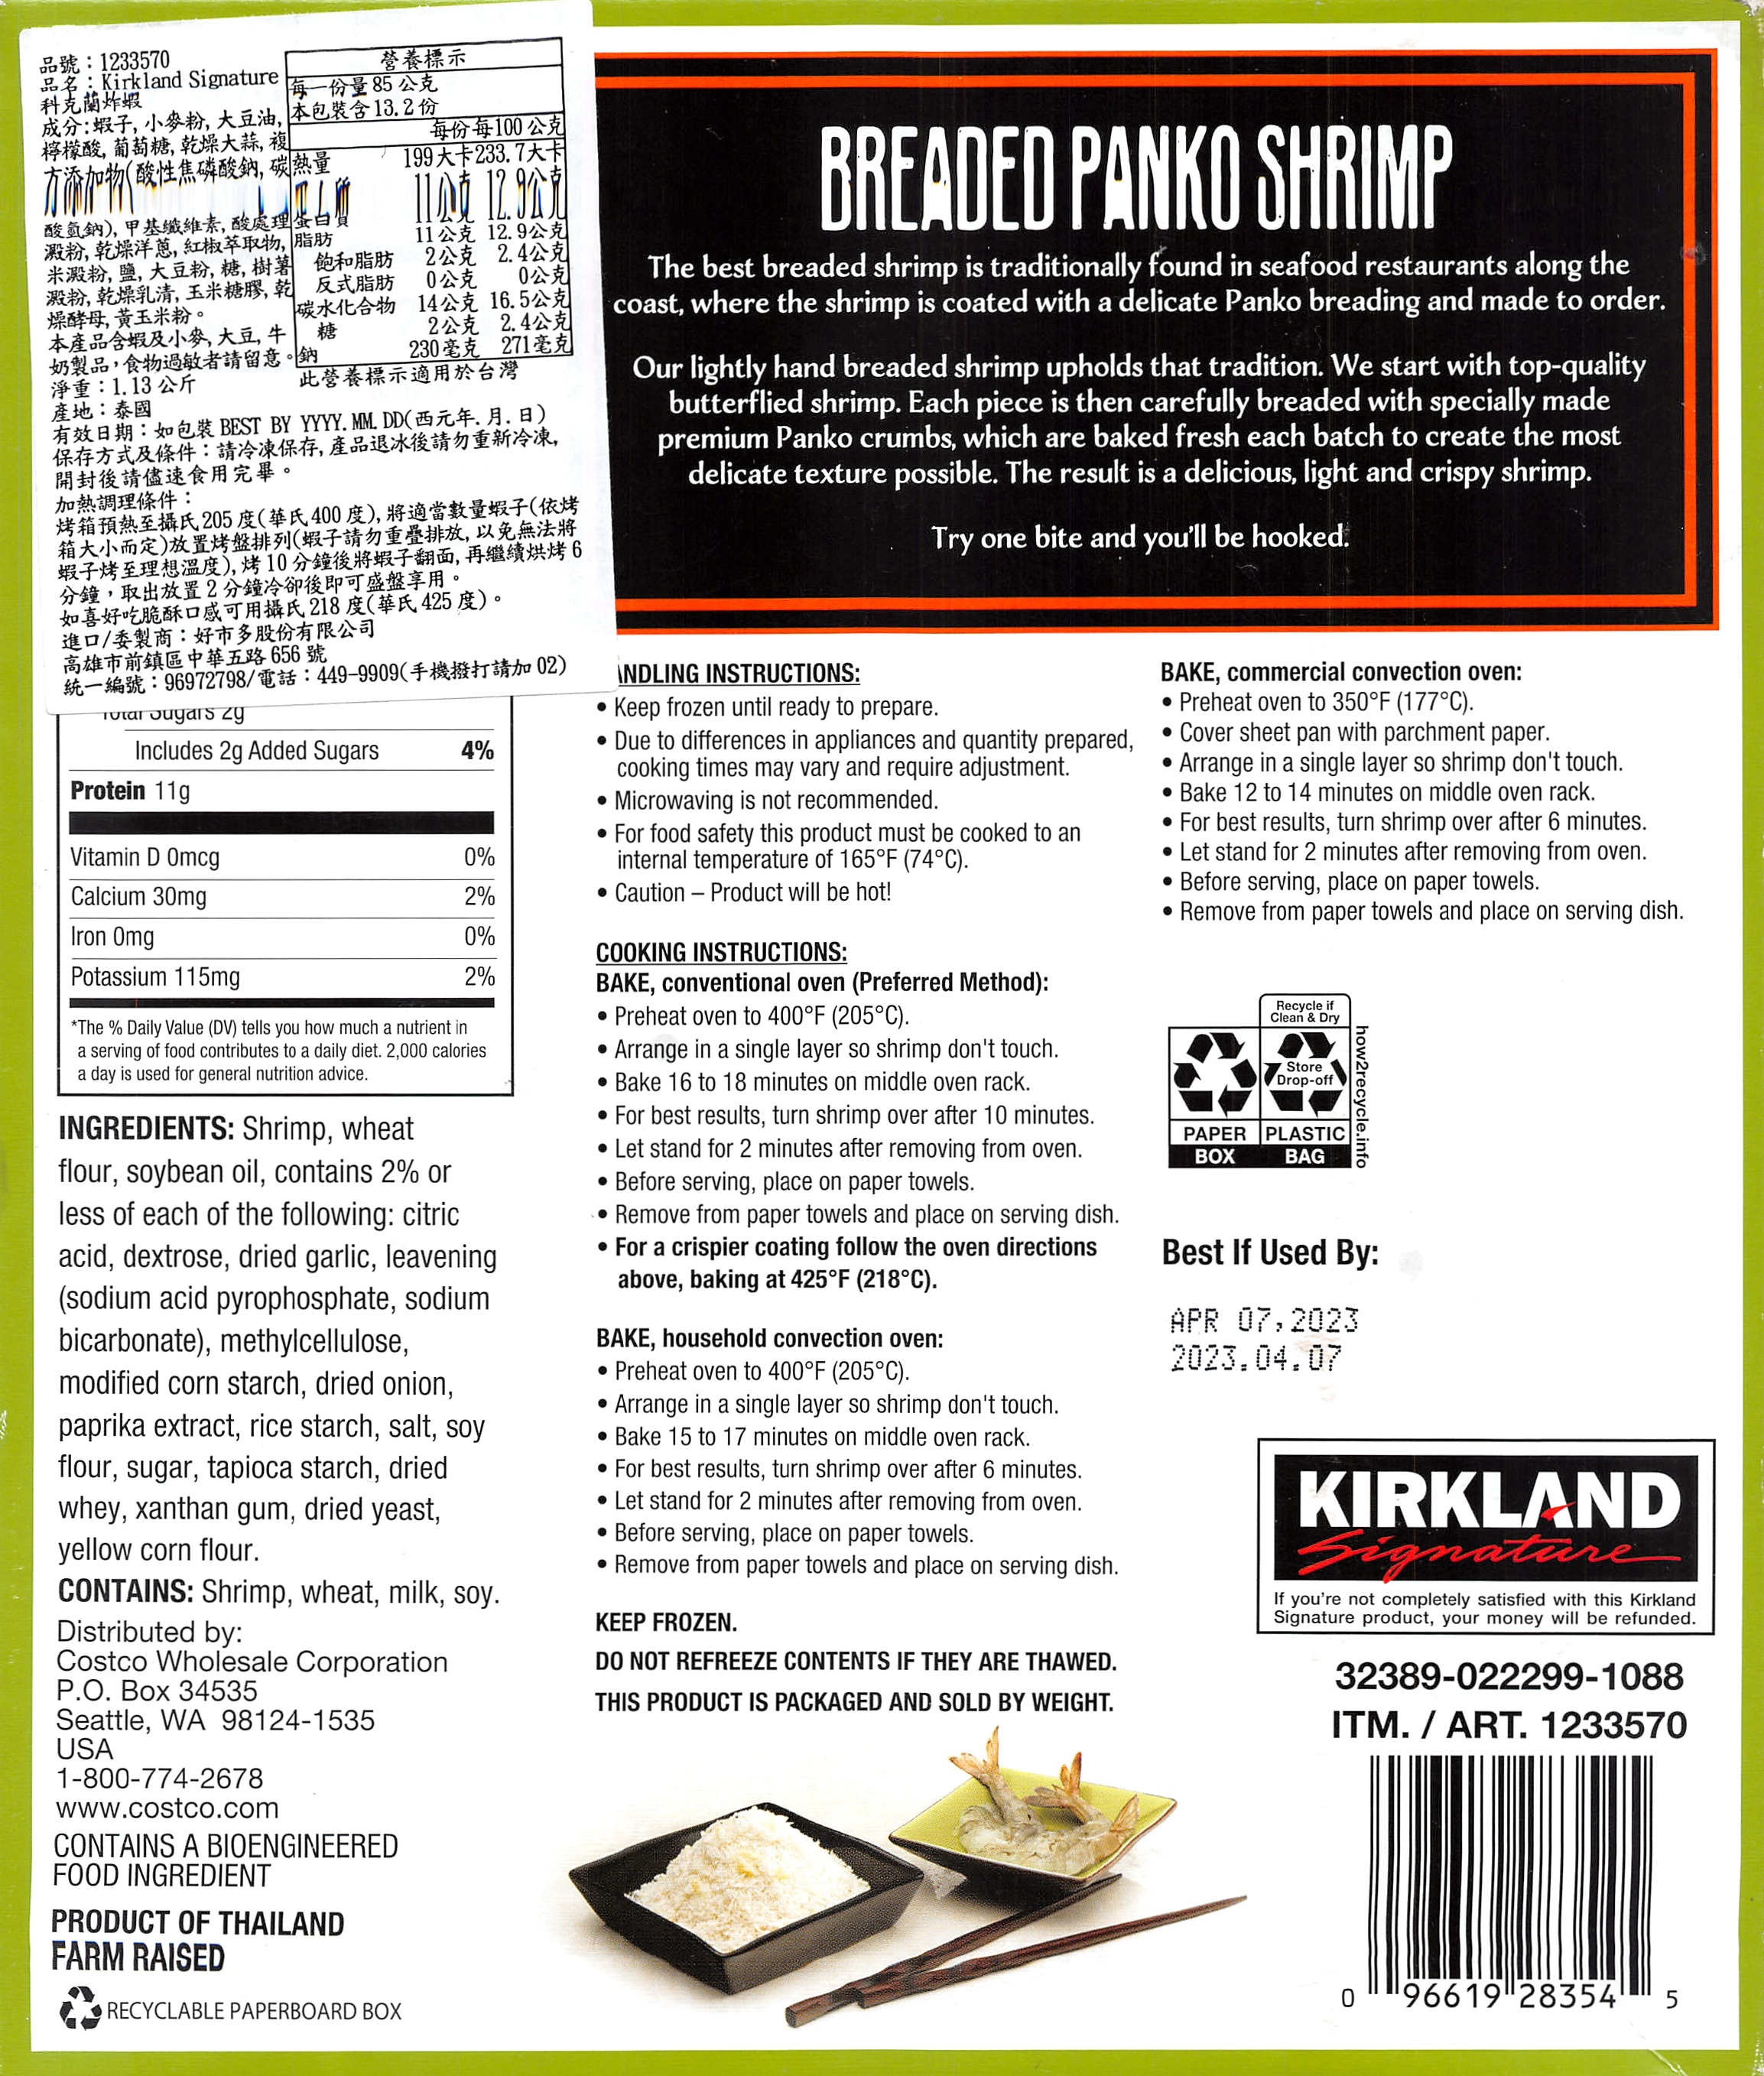 品號：1233570
品名：Kirkland Signature
科克蘭炸蝦
成分:蝦子, 小麥粉, 大豆油,
檸檬酸, 葡萄糖, 乾燥大蒜, 複
方添加物(酸性焦磷酸鈉, 碳
酸氫鈉), 甲基纖維素, 酸處理
澱粉, 乾燥洋蔥, 紅椒萃取物,
米澱粉, 鹽, 大豆粉, 糖, 樹薯
澱粉, 乾燥乳清, 玉米糖膠, 乾
燥酵母, 黃玉米粉。
本產品含蝦及小麥, 大豆, 牛
奶製品，食物過敏者請留意。
淨重：1.13 公斤
產地：泰國
有效日期：如包裝 BEST BY YYYY. MM. DD(西元年. 月. 日)
保存方式及條件：請冷凍保存, 產品退冰後請勿重新冷凍,
開封後請儘速食用完畢。
加熱調理條件：
烤箱預熱至攝氏 205 度(華氏 400 度), 將適當數量蝦子(依烤
箱大小而定)放置烤盤排列(蝦子請勿重疊排放, 以免無法將
蝦子烤至理想溫度), 烤 10 分鐘後將蝦子翻面, 再繼續烘烤 6
分鐘，取出放置 2 分鐘冷卻後即可盛盤享用。
如喜好吃脆酥口感可用攝氏 218 度(華氏 425 度)。
進口/委製商：好市多股份有限公司
高雄市前鎮區中華五路 656 號
統一編號：96972798/電話：449-9909(手機撥打請加 02)
營養標示
每一份量 85 公克
本包裝含 13.2 份
每份 每100 公克
熱量 199大卡 233.7大卡
蛋白質 11公克 12.9公克
脂肪 11公克 12.9公克
飽和脂肪 2公克 2.4公克
反式脂肪 0公克 0公克
碳水化合物 14公克 16.5公克
糖 2公克 2.4公克
鈉 230毫克 271毫克
此營養標示適用於台灣
BREADED PANKO SHRIMP
The best breaded shrimp is traditionally found in seafood restaurants along the
coast, where the shrimp is coated with a delicate Panko breading and made to order.
Our lightly hand breaded shrimp upholds that tradition. We start with top-quality
butterflied shrimp. Each piece is then carefully breaded with specially made
premium Panko crumbs, which are baked fresh each batch to create the most
delicate texture possible. The result is a delicious, light and crispy shrimp.
Try one bite and you'll be hooked.
Total Sugars 2g
Includes 2g Added Sugars 4%
Protein 11g
Vitamin D 0mcg 0%
Calcium 30mg 2%
Iron 0mg 0%
Potassium 115mg 2%
*The % Daily Value (DV) tells you how much a nutrient in
a serving of food contributes to a daily diet. 2,000 calories
a day is used for general nutrition advice.
INGREDIENTS: Shrimp, wheat
flour, soybean oil, contains 2% or
less of each of the following: citric
acid, dextrose, dried garlic, leavening
(sodium acid pyrophosphate, sodium
bicarbonate), methylcellulose,
modified corn starch, dried onion,
paprika extract, rice starch, salt, soy
flour, sugar, tapioca starch, dried
whey, xanthan gum, dried yeast,
yellow corn flour.
CONTAINS: Shrimp, wheat, milk, soy.
Distributed by:
Costco Wholesale Corporation
P.O. Box 34535
Seattle, WA 98124-1535
USA
1-800-774-2678
www.costco.com
CONTAINS A BIOENGINEERED
FOOD INGREDIENT
PRODUCT OF THAILAND
FARM RAISED
RECYCLABLE PAPERBOARD BOX
NDLING INSTRUCTIONS:
• Keep frozen until ready to prepare.
• Due to differences in appliances and quantity prepared,
cooking times may vary and require adjustment.
• Microwaving is not recommended.
• For food safety this product must be cooked to an
internal temperature of 165°F (74°C).
• Caution – Product will be hot!
COOKING INSTRUCTIONS:
BAKE, conventional oven (Preferred Method):
• Preheat oven to 400°F (205°C).
• Arrange in a single layer so shrimp don't touch.
• Bake 16 to 18 minutes on middle oven rack.
• For best results, turn shrimp over after 10 minutes.
• Let stand for 2 minutes after removing from oven.
• Before serving, place on paper towels.
• Remove from paper towels and place on serving dish.
• For a crispier coating follow the oven directions
above, baking at 425°F (218°C).
BAKE, household convection oven:
• Preheat oven to 400°F (205°C).
• Arrange in a single layer so shrimp don't touch.
• Bake 15 to 17 minutes on middle oven rack.
• For best results, turn shrimp over after 6 minutes.
• Let stand for 2 minutes after removing from oven.
• Before serving, place on paper towels.
• Remove from paper towels and place on serving dish.
KEEP FROZEN.
DO NOT REFREEZE CONTENTS IF THEY ARE THAWED.
THIS PRODUCT IS PACKAGED AND SOLD BY WEIGHT.
BAKE, commercial convection oven:
• Preheat oven to 350°F (177°C).
• Cover sheet pan with parchment paper.
• Arrange in a single layer so shrimp don't touch.
• Bake 12 to 14 minutes on middle oven rack.
• For best results, turn shrimp over after 6 minutes.
• Let stand for 2 minutes after removing from oven.
• Before serving, place on paper towels.
• Remove from paper towels and place on serving dish.
Recycle if
Clean & Dry
Store
Drop-off
PAPER PLASTIC
BOX BAG
how2recycle.info
Best If Used By:
APR 07,2023
2023.04.07
KIRKLAND
Signature
If you're not completely satisfied with this Kirkland
Signature product, your money will be refunded.
32389-022299-1088
ITM. / ART. 1233570
0 96619 28354 5